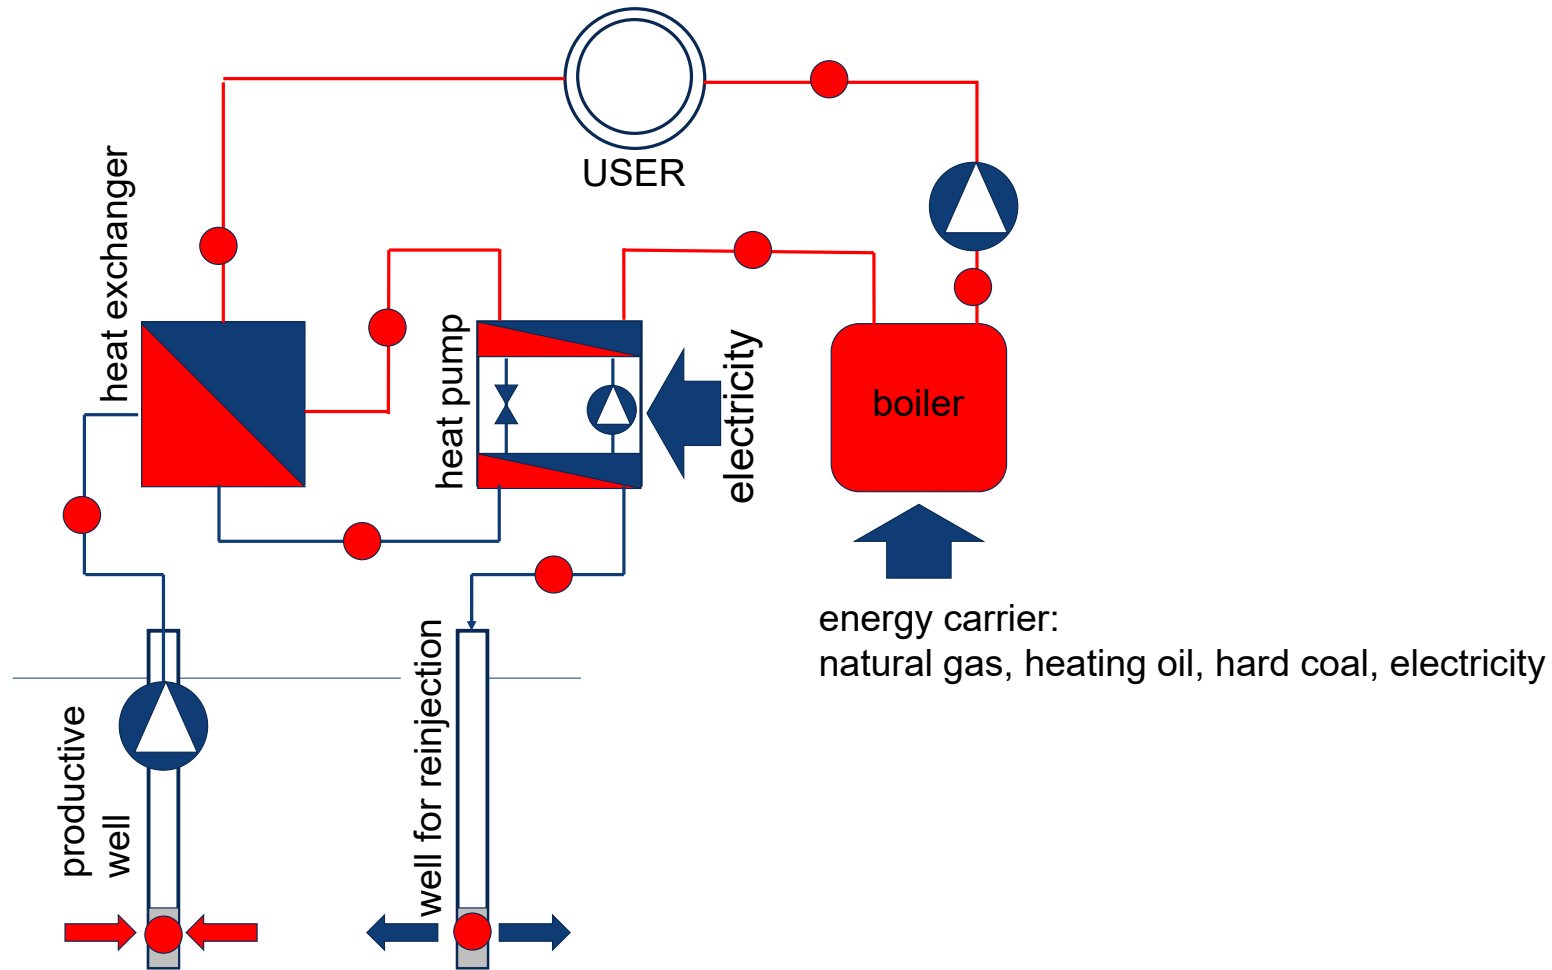 USER
heat exchanger
heat pump
electricity
boiler
energy carrier:
natural gas, heating oil, hard coal, electricity
productive
well
well for reinjection